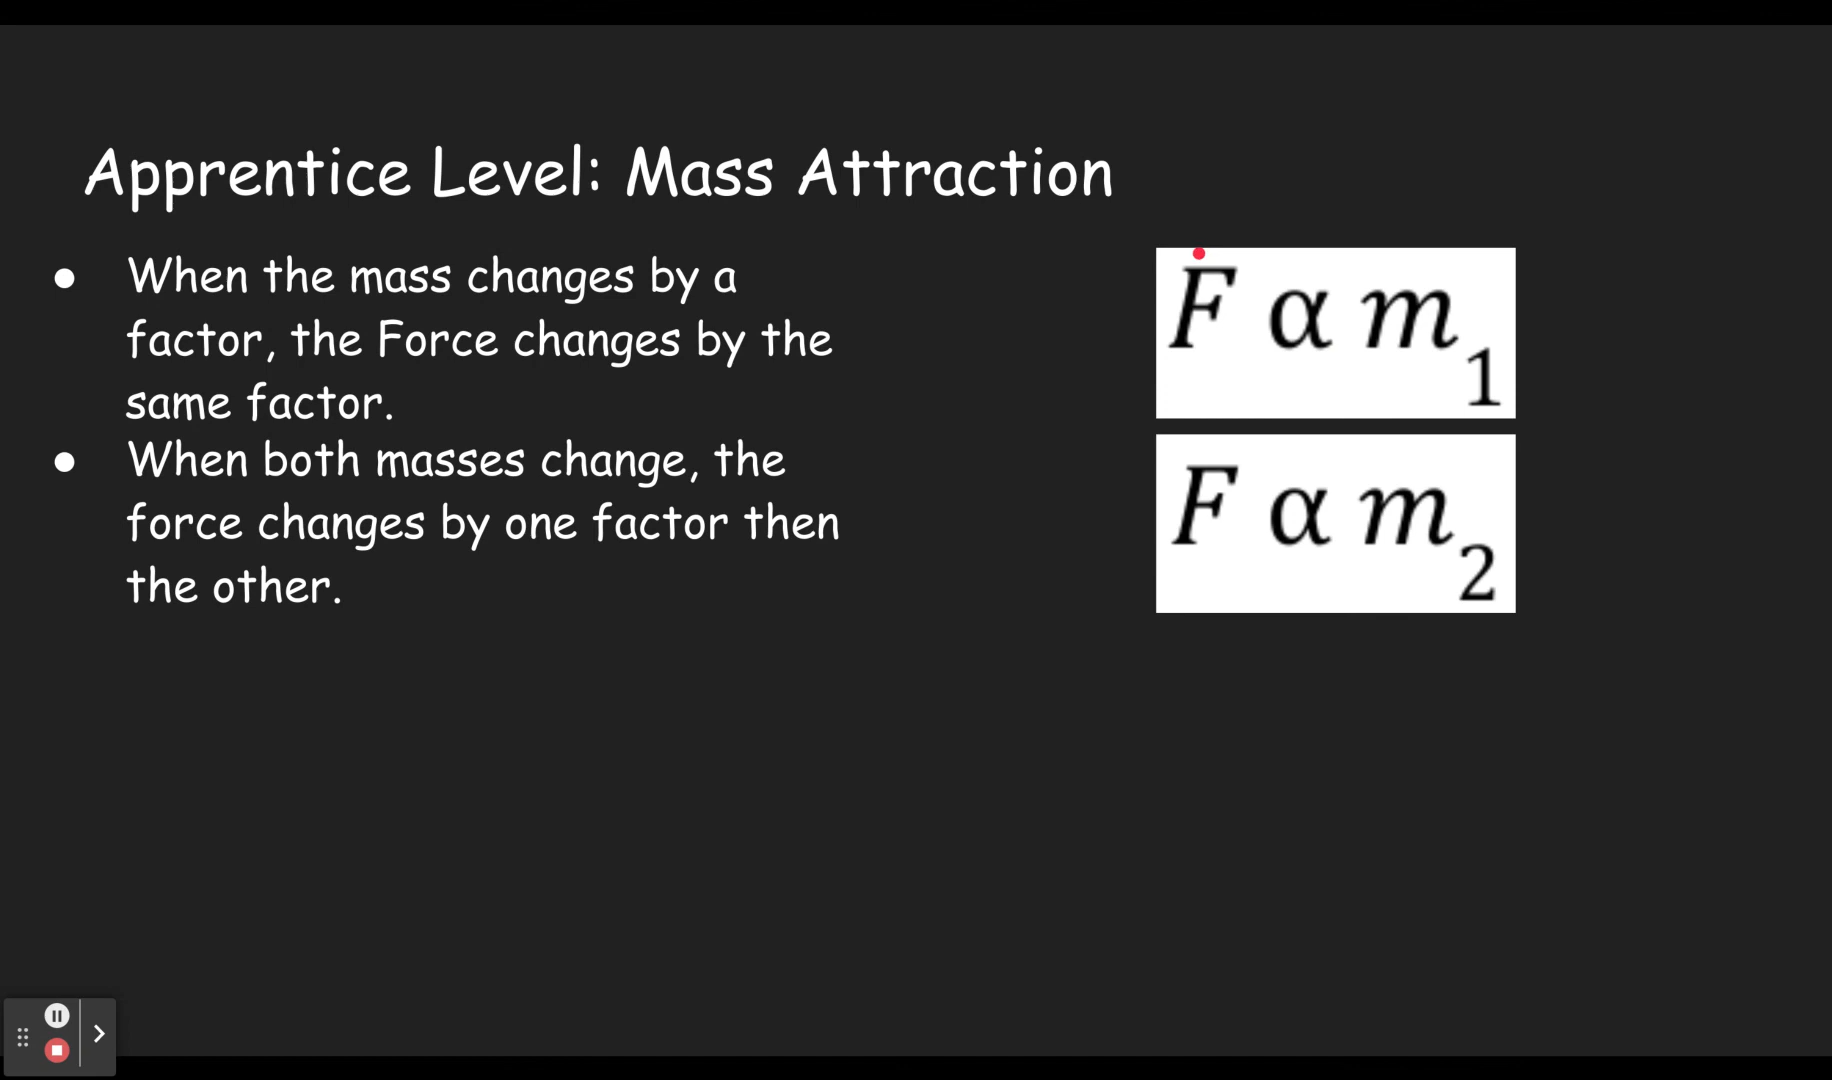 Apprentice Level: Mass Attraction
● When the mass changes by a
factor, the Force changes by the
same factor.
● When both masses change, the
force changes by one factor then
the other.
F α m₁
F α m₂